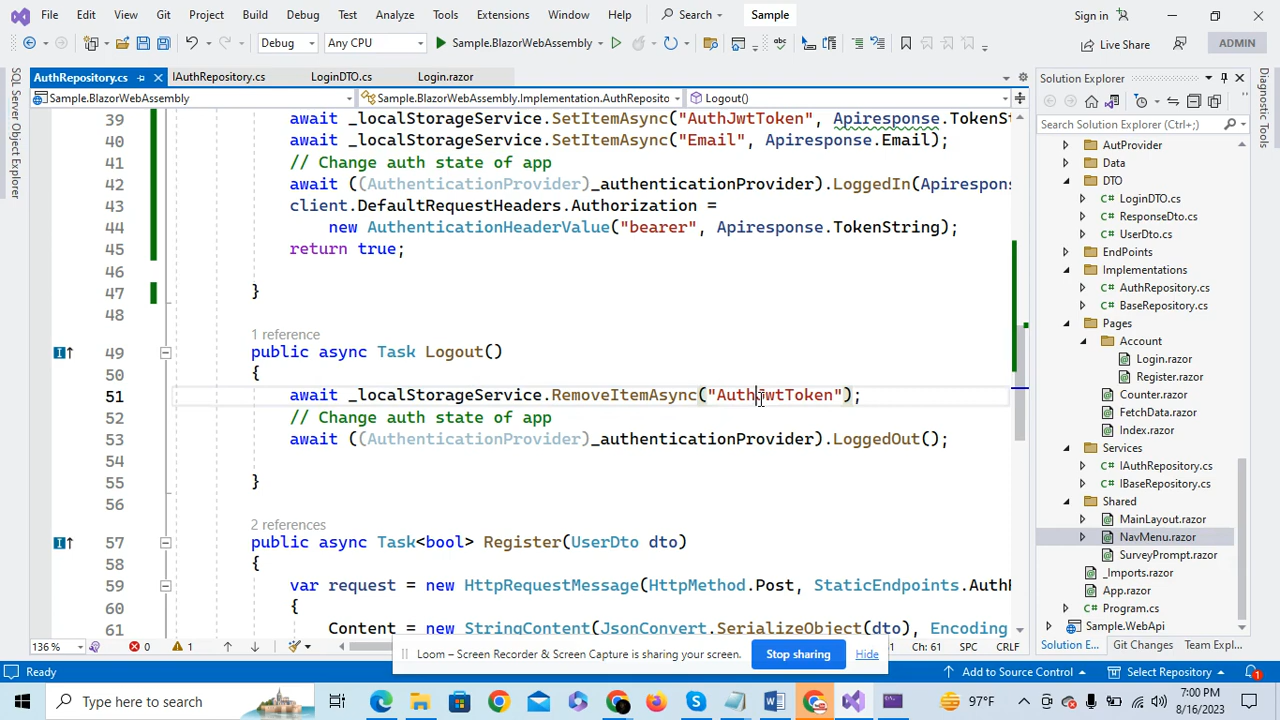 File Edit View Git Project Build Debug Test Analyze Tools Extensions Window Help Search Sample Sign in
Debug Any CPU Sample.BlazorWebAssembly Live Share ADMIN
AuthRepository.cs IAuthRepository.cs LoginDTO.cs Login.razor
Sample.BlazorWebAssembly Sample.BlazorWebAssembly.Implementation.AuthReposito Logout()
39 await _localStorageService.SetItemAsync("AuthJwtToken", Apiresponse.TokenSt
40 await _localStorageService.SetItemAsync("Email", Apiresponse.Email);
41 // Change auth state of app
42 await ((AuthenticationProvider)_authenticationProvider).LoggedIn(Apirespons
43 client.DefaultRequestHeaders.Authorization =
44 new AuthenticationHeaderValue("bearer", Apiresponse.TokenString);
45 return true;
46
47 }
48
1 reference
49 public async Task Logout()
50 {
51 await _localStorageService.RemoveItemAsync("AuthJwtToken");
52 // Change auth state of app
53 await ((AuthenticationProvider)_authenticationProvider).LoggedOut();
54
55 }
56
2 references
57 public async Task<bool> Register(UserDto dto)
58 {
59 var request = new HttpRequestMessage(HttpMethod.Post, StaticEndpoints.AuthR
60 {
61 Content = new StringContent(JsonConvert.SerializeObject(dto), Encoding
136 % 0 1 Ln: 51 Ch: 61 SPC CRLF
SQL Server Object Explorer
Solution Explorer
Search Solution Explorer (Ctrl+;)
AuthProvider
Data
DTO
LoginDTO.cs
ResponseDto.cs
UserDto.cs
EndPoints
Implementations
AuthRepository.cs
BaseRepository.cs
Pages
Account
Login.razor
Register.razor
Counter.razor
FetchData.razor
Index.razor
Services
IAuthRepository.cs
IBaseRepository.cs
Shared
MainLayout.razor
NavMenu.razor
SurveyPrompt.razor
_Imports.razor
App.razor
Program.cs
Sample.WebApi
Solution E... Git Changes Team Expl...
Diagnostic Tools
Loom – Screen Recorder & Screen Capture is sharing your screen. Stop sharing Hide
Ready Add to Source Control Select Repository 1
Type here to search 97°F 7:00 PM
8/16/2023